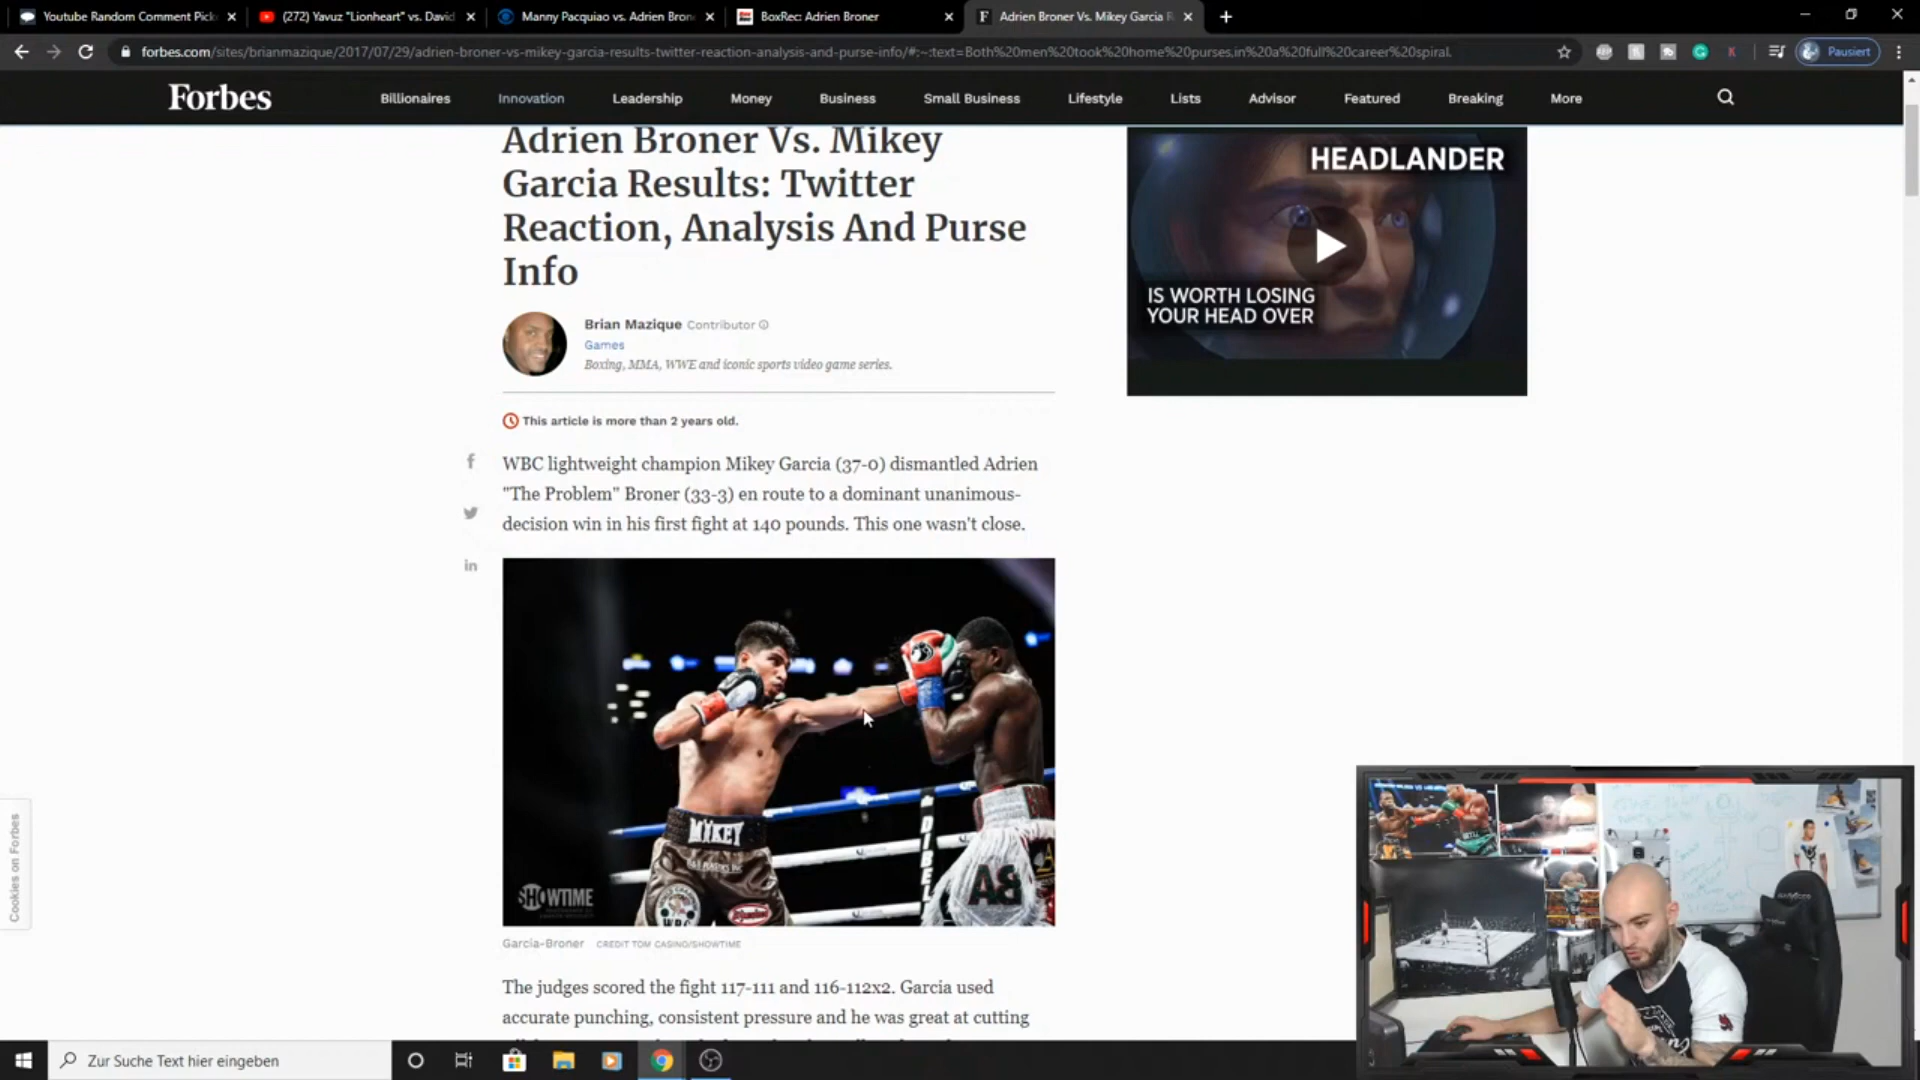 Youtube Random Comment Pick
(272) Yavuz "Lionheart" vs. David
Manny Pacquiao vs. Adrien Bron
BoxRec: Adrien Broner
Adrien Broner Vs. Mikey Garcia R
forbes.com/sites/brianmazique/2017/07/29/adrien-broner-vs-mikey-garcia-results-twitter-reaction-analysis-and-purse-info/#:~:text=Both%20men%20took%20home%20purses,in%20a%20full%20career%20spiral.
Pausiert
Forbes
Billionaires
Innovation
Leadership
Money
Business
Small Business
Lifestyle
Lists
Advisor
Featured
Breaking
More
Adrien Broner Vs. Mikey
Garcia Results: Twitter
Reaction, Analysis And Purse
Info
HEADLANDER
IS WORTH LOSING
YOUR HEAD OVER
Brian Mazique Contributor
Games
Boxing, MMA, WWE and iconic sports video game series.
This article is more than 2 years old.
WBC lightweight champion Mikey Garcia (37-0) dismantled Adrien
"The Problem" Broner (33-3) en route to a dominant unanimous-
decision win in his first fight at 140 pounds. This one wasn't close.
MIKEY
WBC
DIBEL
AB
SHOWTIME
Garcia-Broner CREDIT TOM CASINO/SHOWTIME
The judges scored the fight 117-111 and 116-112x2. Garcia used
accurate punching, consistent pressure and he was great at cutting
Cookies on Forbes
Zur Suche Text hier eingeben